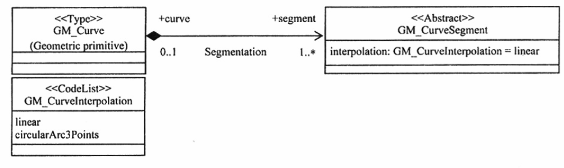 <<Type>>
GM_Curve
(Geometric primitive)
+curve
+segment
0..1
Segmentation
1..*
<<Abstract>>
GM_CurveSegment
interpolation: GM_CurveInterpolation = linear
<<CodeList>>
GM_CurveInterpolation
linear
circularArc3Points